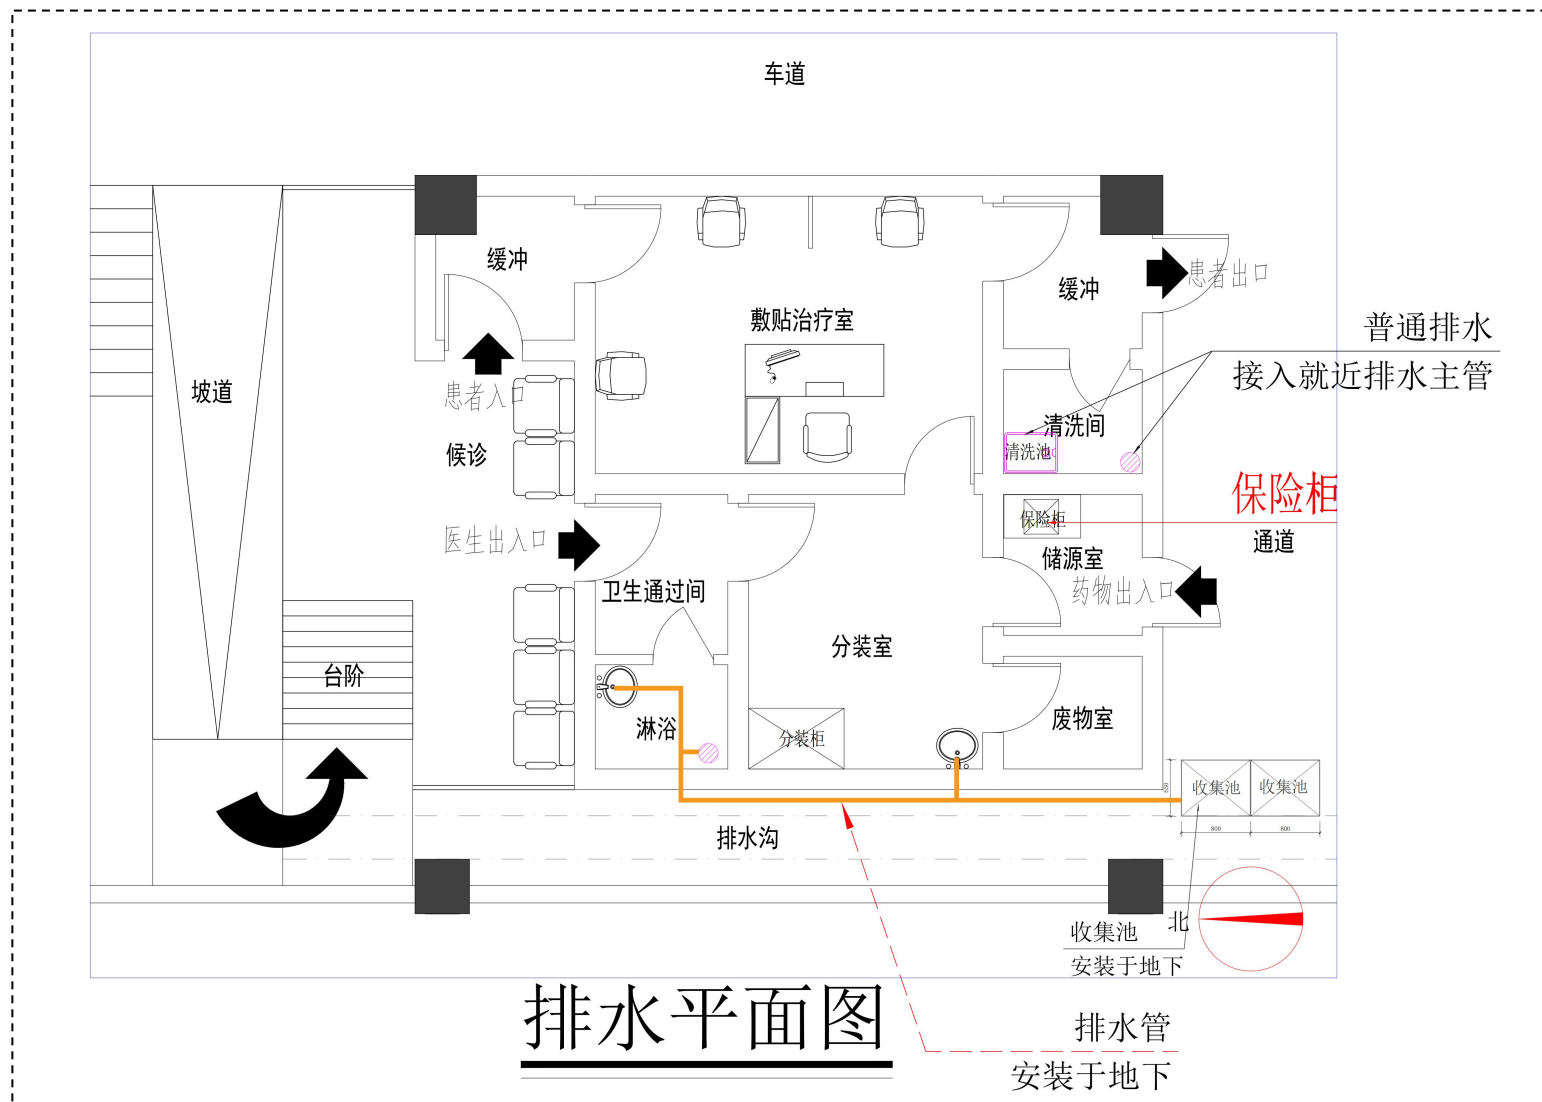 车道
缓冲
患者出口
缓冲
敷贴治疗室
普通排水
接入就近排水主管
坡道
患者入口
清洗间
清洗池
候诊
保险柜
保险柜
医生出入口
通道
储源室
药物出入口
卫生通过间
分装室
台阶
淋浴
分装柜
废物室
收集池
收集池
650
800
800
排水沟
北
收集池
安装于地下
排水平面图
排水管
安装于地下